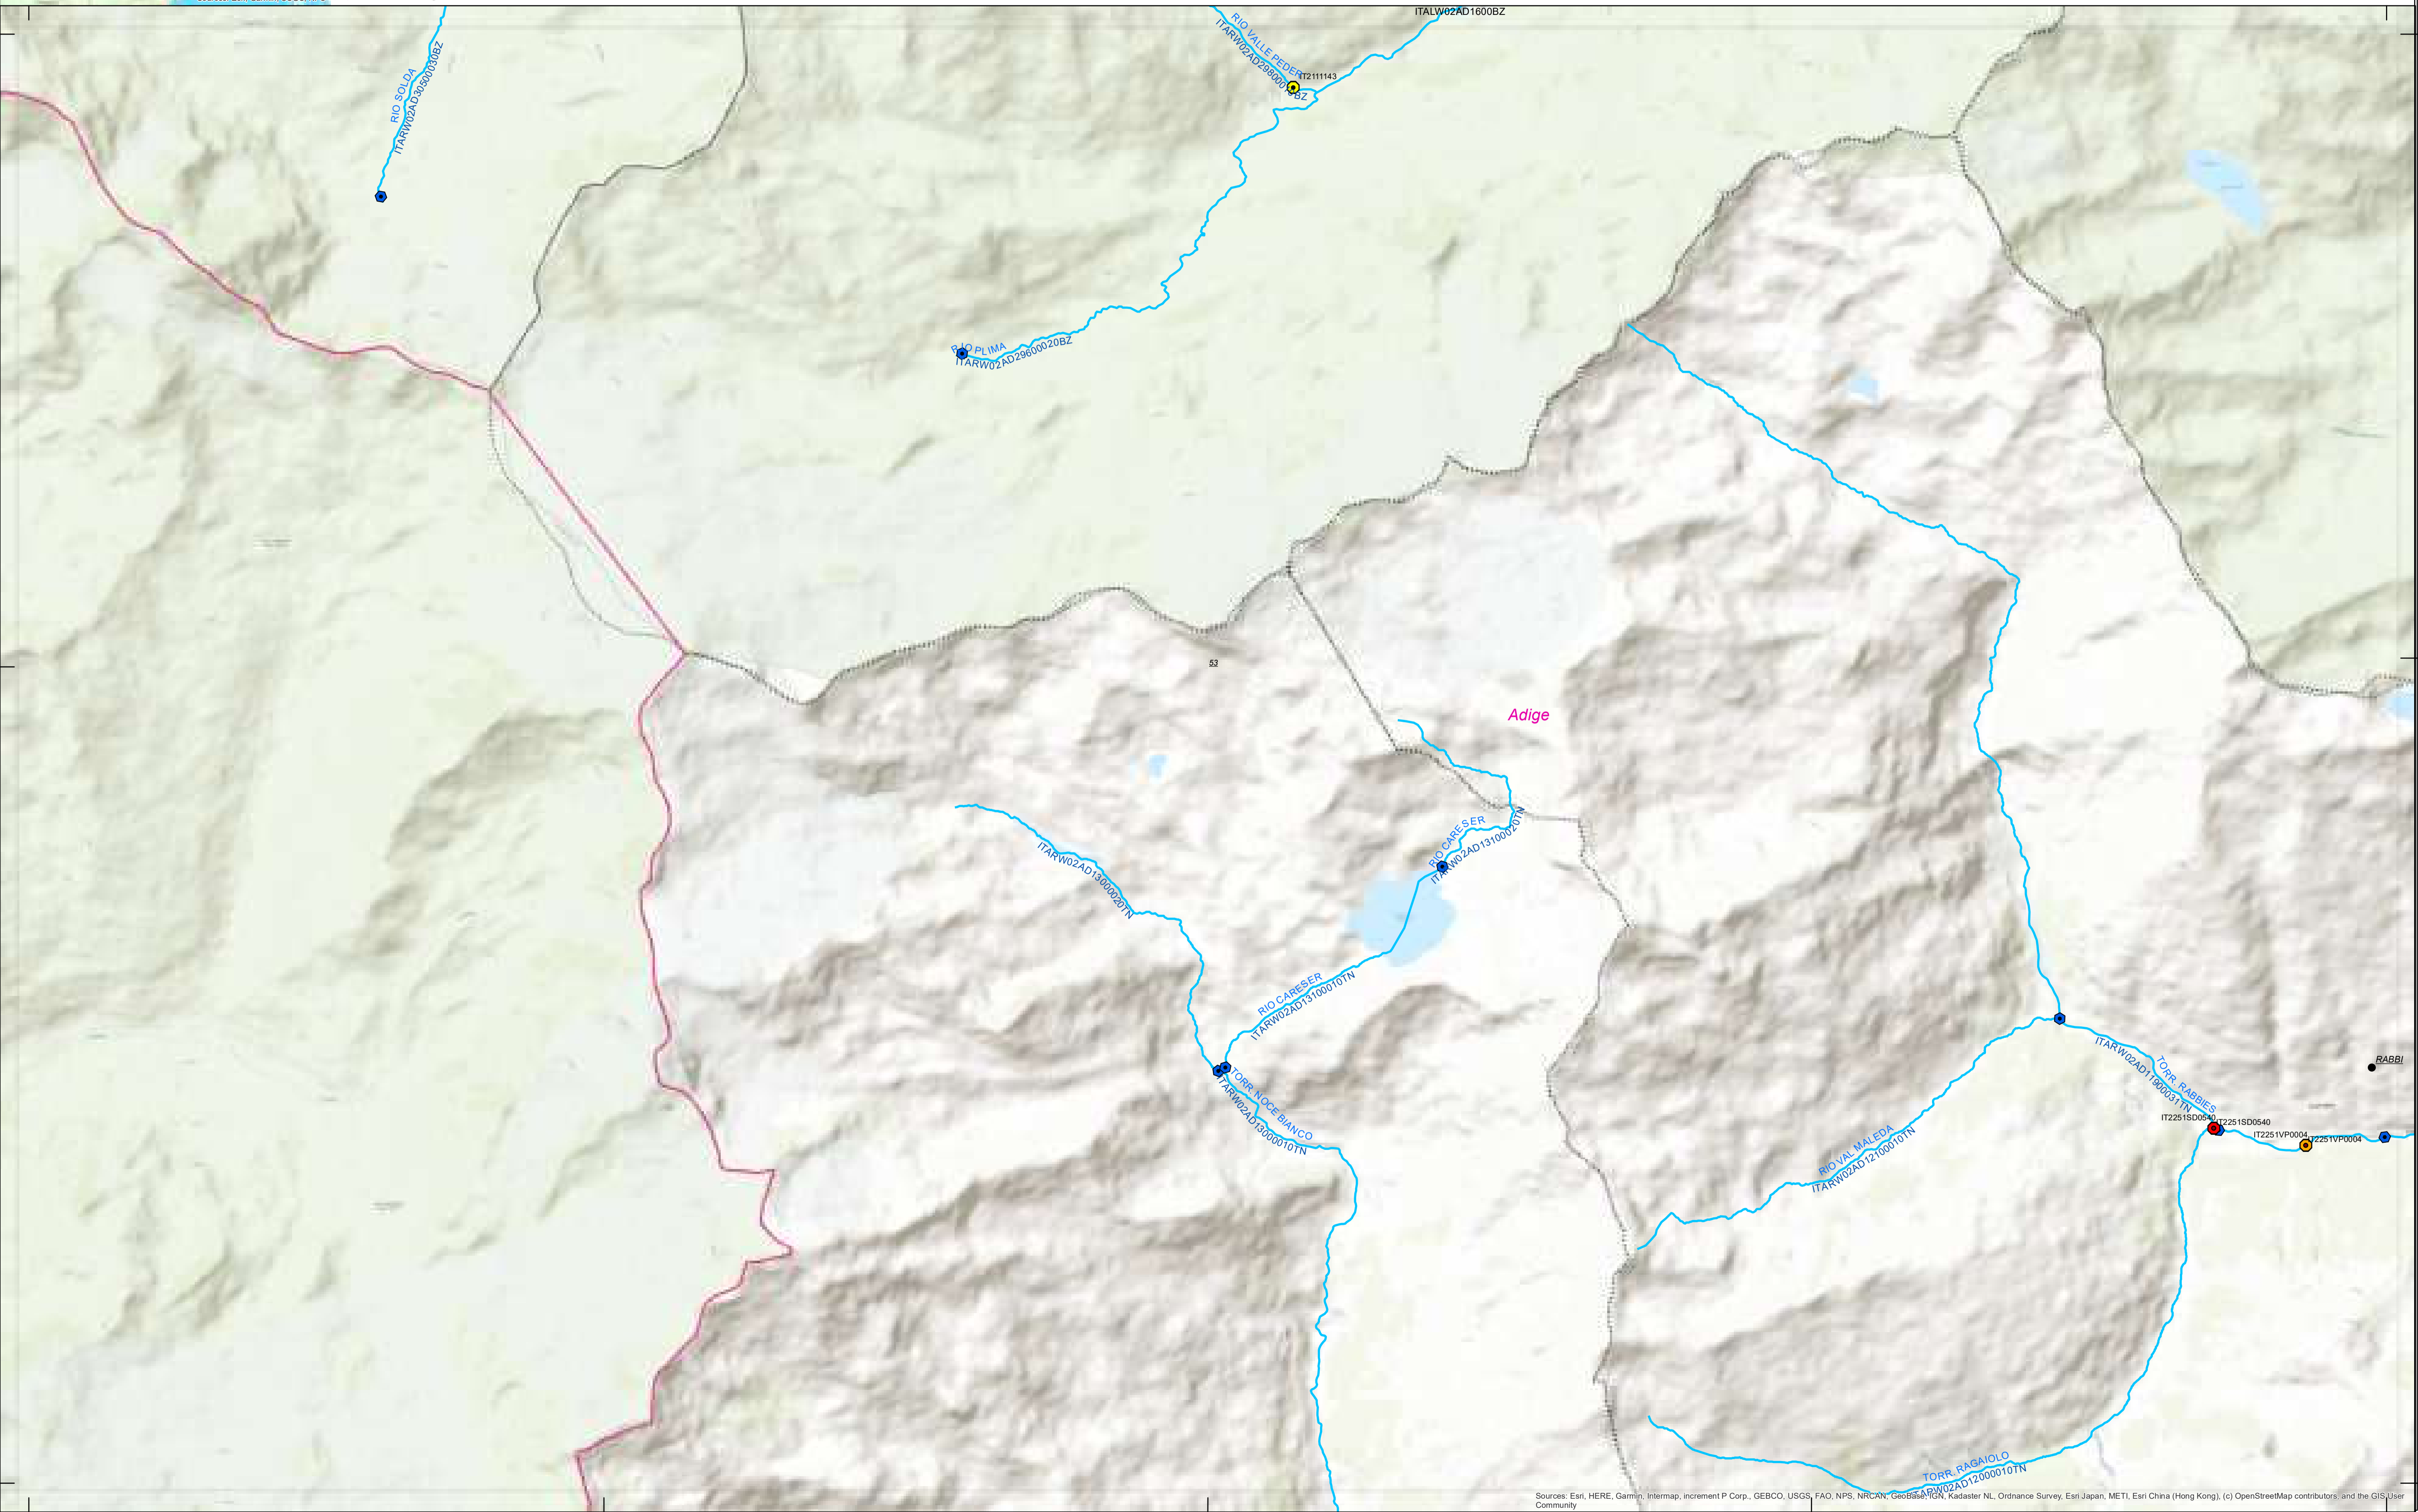 ITALW02AD1600BZ
RIO VALLE PEDER
IT2111143
RIO SOLDA
ITARW02AD30500030BZ
RIO PLIMA
ITARW02AD29600020BZ
53
Adige
RIO CARESER
ITARW02AD13100020TN
ITARW02AD13000020TN
RIO CARESER
ITARW02AD13100010TN
TORR. NOCE BIANCO
ITARW02AD13000010TN
TORR. RABBIES
ITARW02AD11900031TN
RABBI
IT2251SD0540
IT2251SD0540
IT2251VP0004
IT2251VP0004
RIO VAL MALEDA
ITARW02AD12100010TN
TORR. RAGAIOLO
ITARW02AD12000010TN
Sources: Esri, HERE, Garmin, Intermap, increment P Corp., GEBCO, USGS, FAO, NPS, NRCAN, GeoBase, IGN, Kadaster NL, Ordnance Survey, Esri Japan, METI, Esri China (Hong Kong), (c) OpenStreetMap contributors, and the GIS User
Community